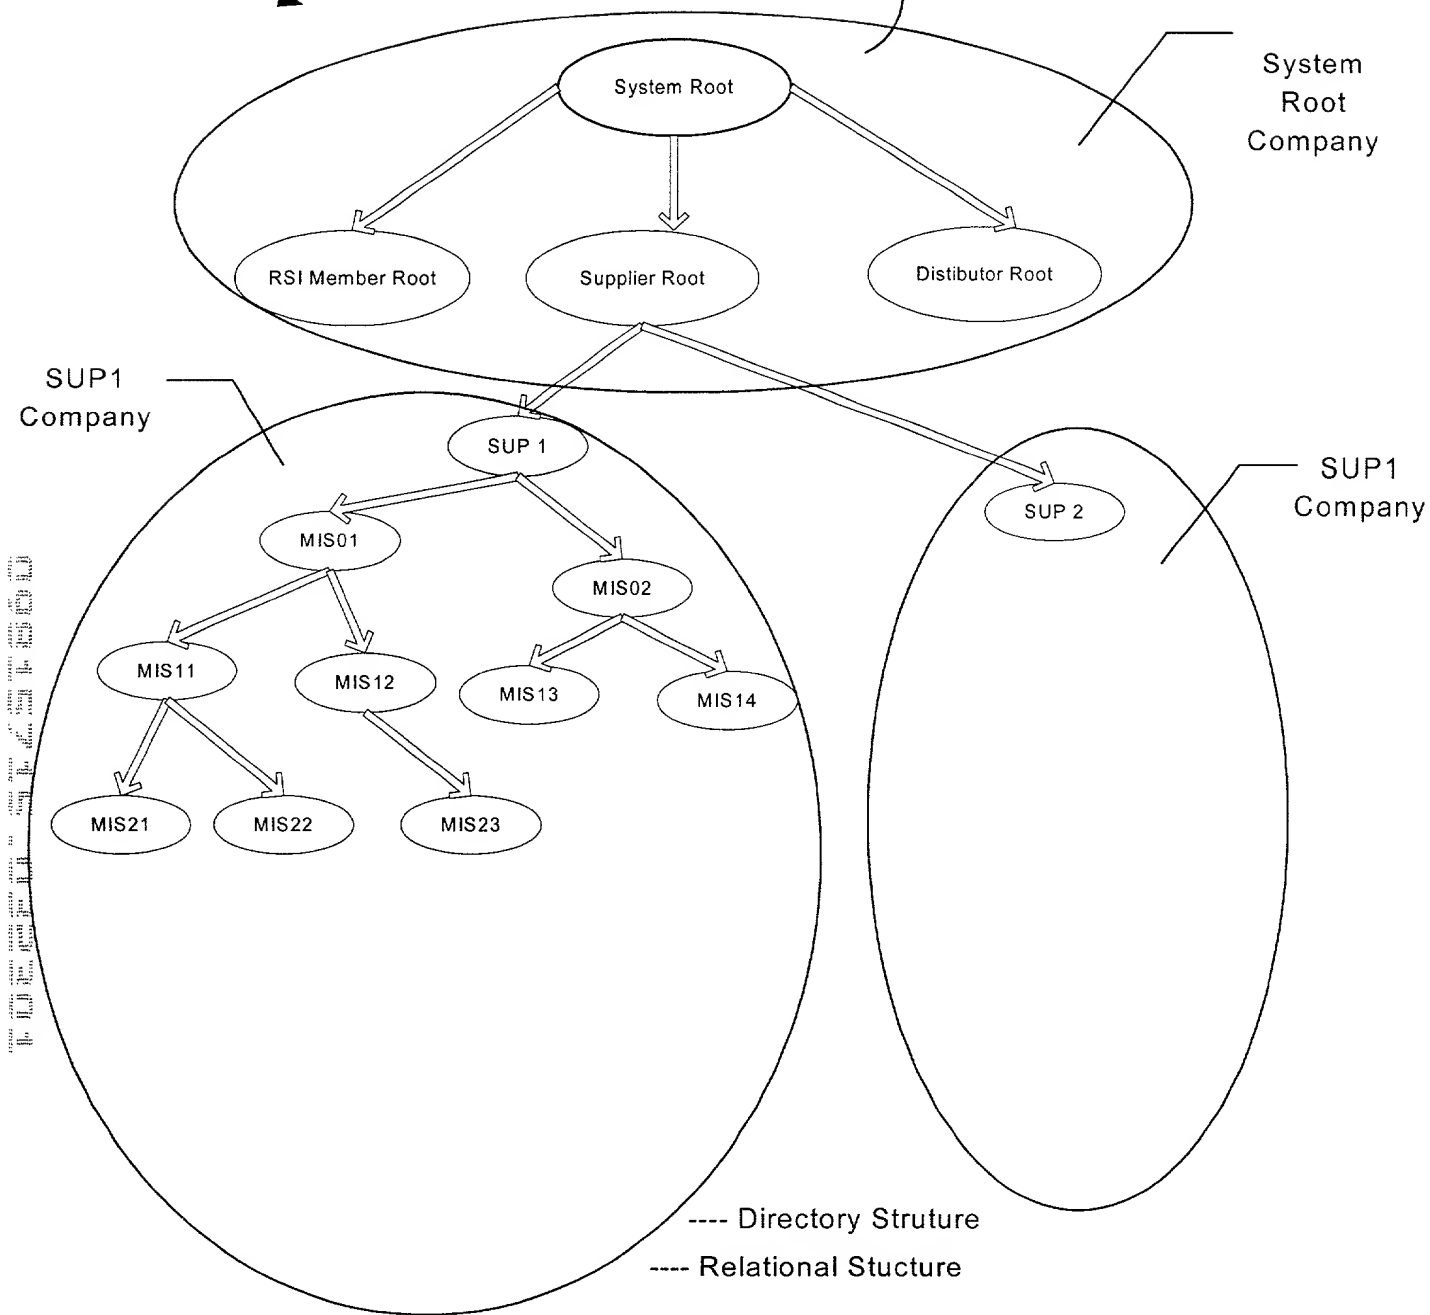 System Root
System
Root
Company
RSI Member Root
Supplier Root
Distibutor Root
SUP1
Company
SUP 1
SUP1
Company
SUP 2
MIS01
MIS02
MIS11
MIS12
MIS13
MIS14
MIS21
MIS22
MIS23
---- Directory Struture
---- Relational Stucture